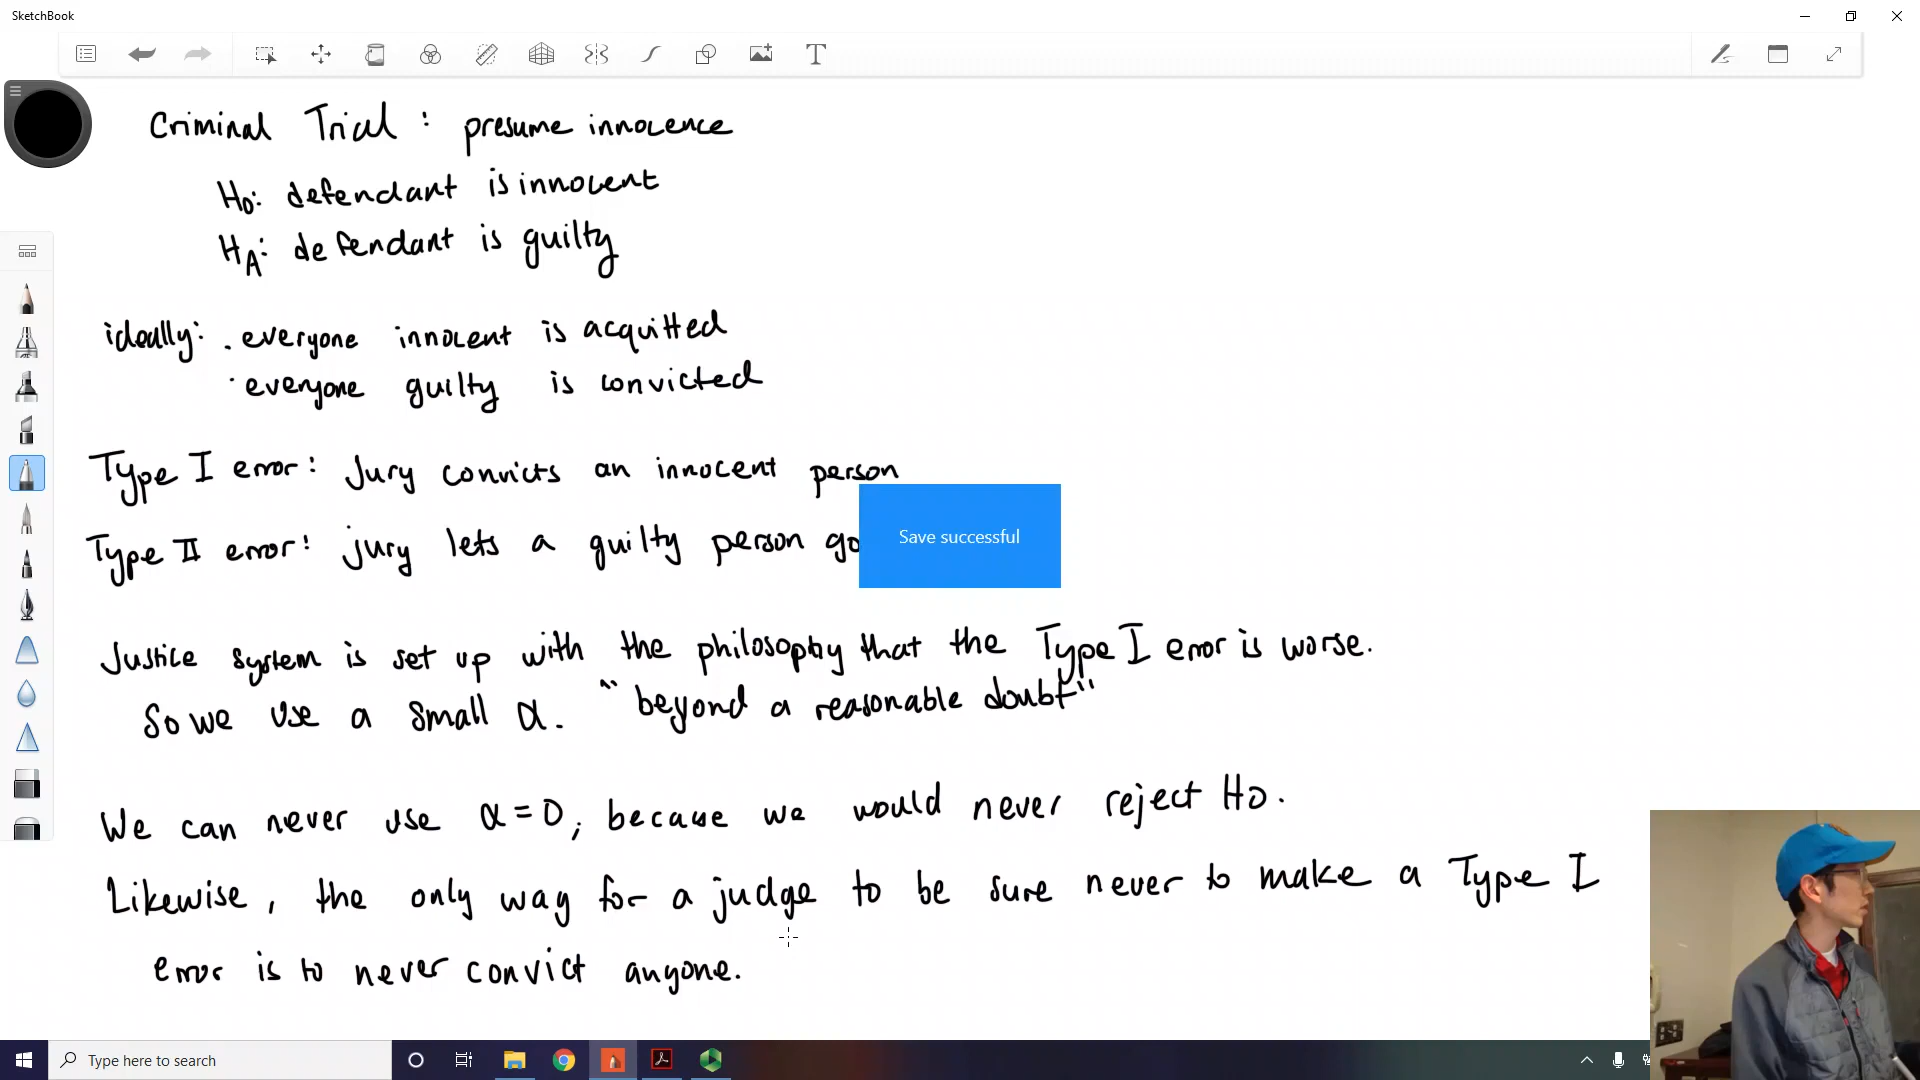 SketchBook
Criminal Trial : presume innocence
H0: defendant is innocent
HA: defendant is guilty
ideally: . everyone innocent is acquitted
· everyone guilty is convicted
Type I error: Jury convicts an innocent person
Type II error: jury lets a guilty person go
Save successful
Justice system is set up with the philosophy that the Type I error is worse.
So we use a small α. "beyond a reasonable doubt"
We can never use α = 0, because we would never reject H0.
Likewise, the only way for a judge to be sure never to make a Type I
error is to never convict anyone.
Type here to search